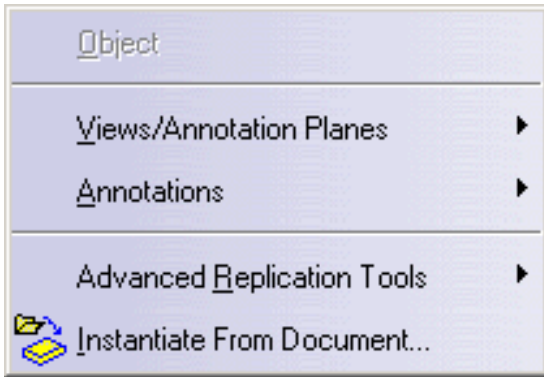 Object
Views/Annotation Planes
Annotations
Advanced Replication Tools
Instantiate From Document...